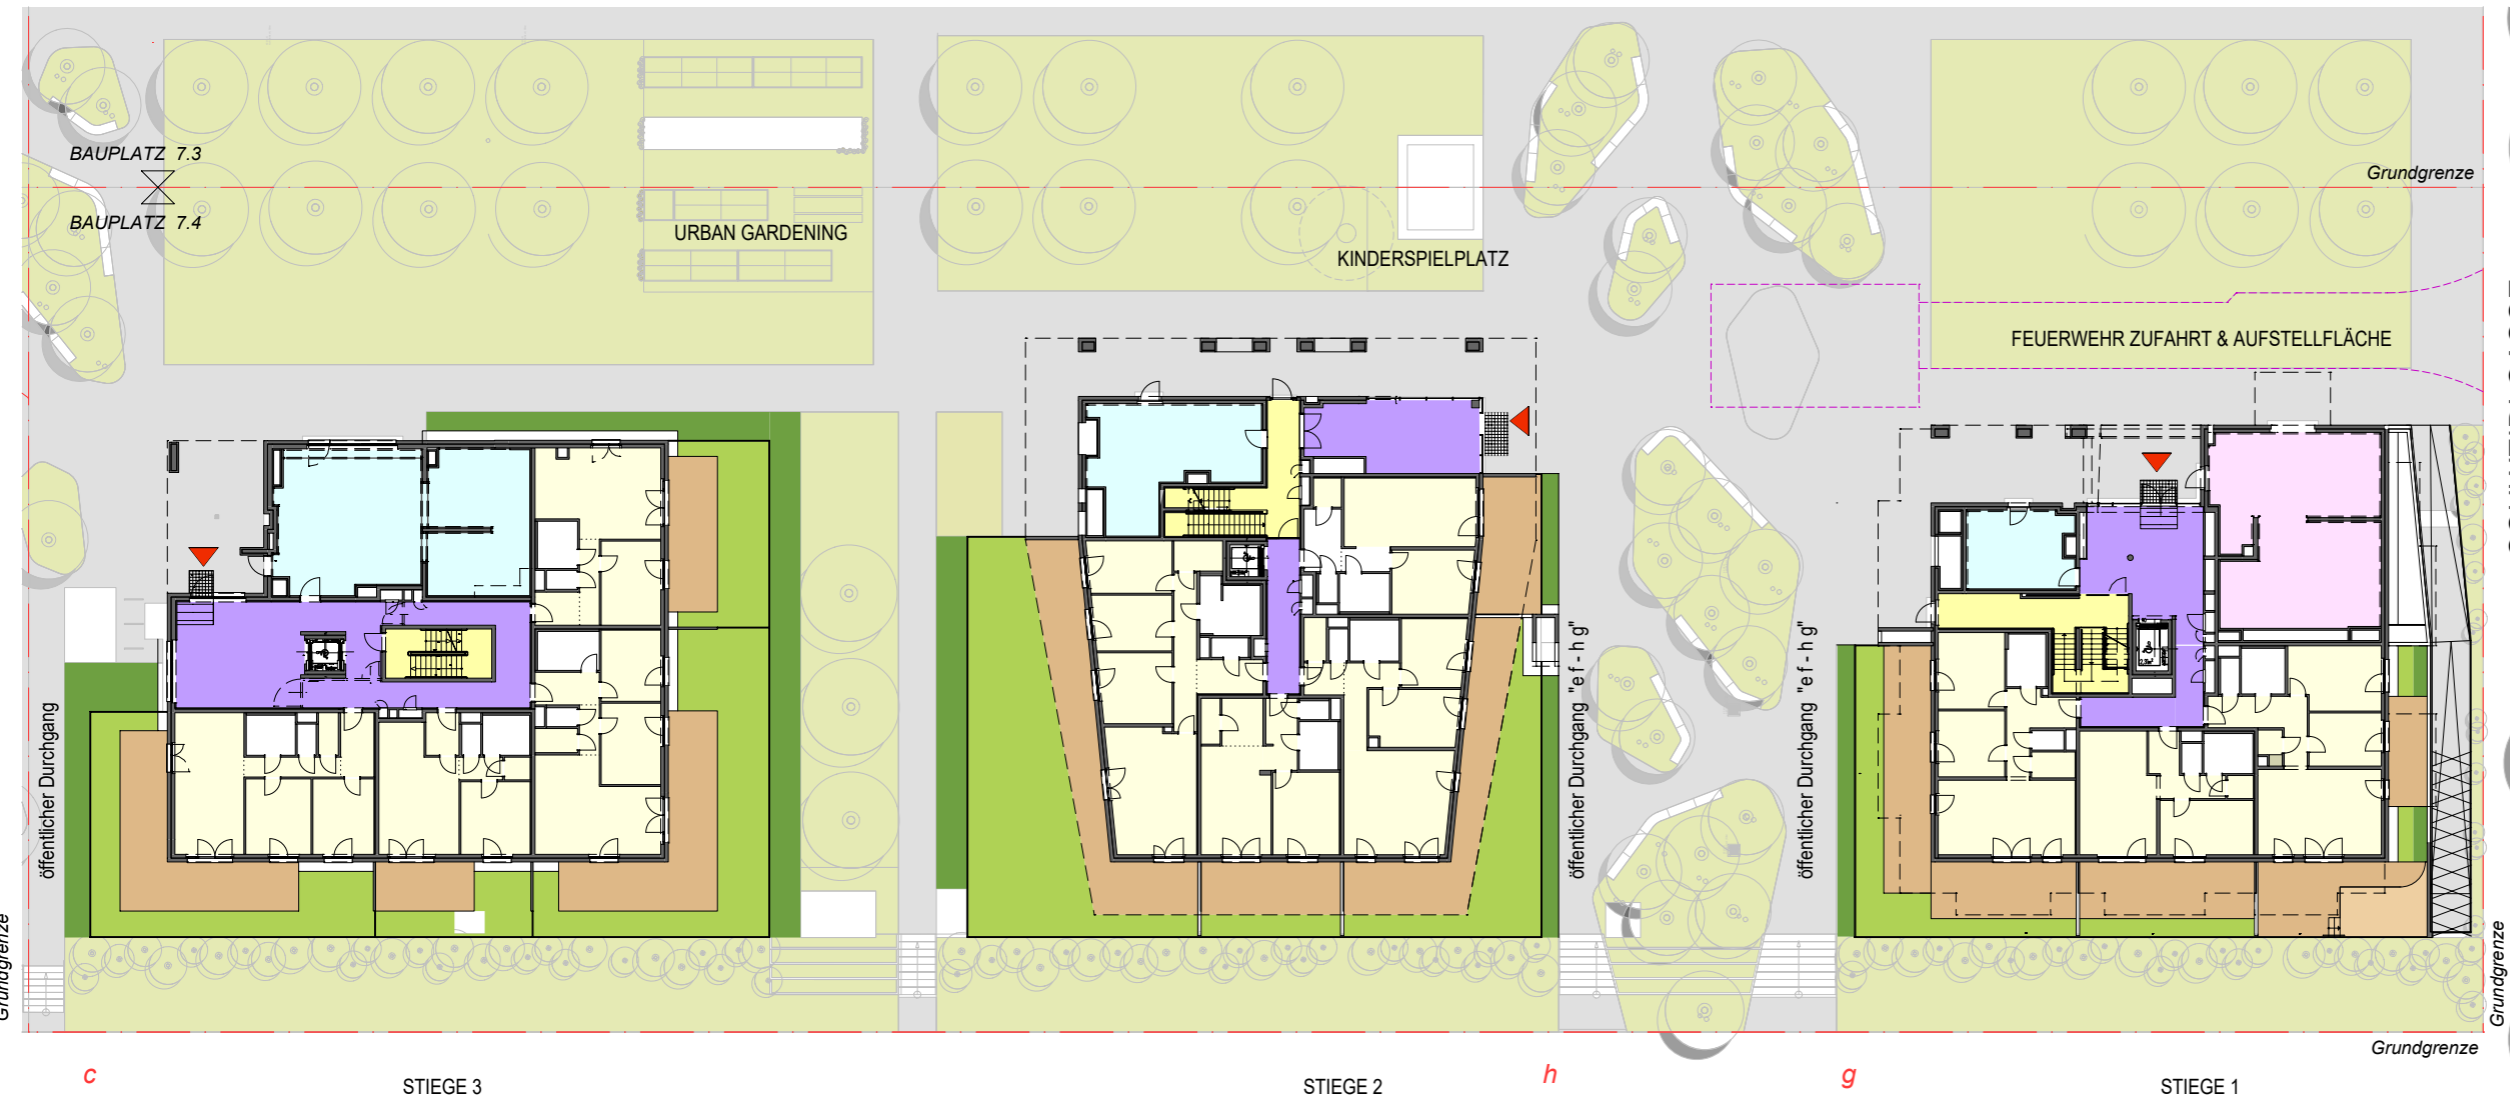 BAUPLATZ 7.3
Grundgrenze
BAUPLATZ 7.4
URBAN GARDENING
KINDERSPIELPLATZ
FEUERWEHR ZUFAHRT & AUFSTELLFLÄCHE
öffentlicher Durchgang
öffentlicher Durchgang "e f - h g"
öffentlicher Durchgang "e f - h g"
Grundgrenze
Grundgrenze
Grundgrenze
c
h
g
STIEGE 3
STIEGE 2
STIEGE 1